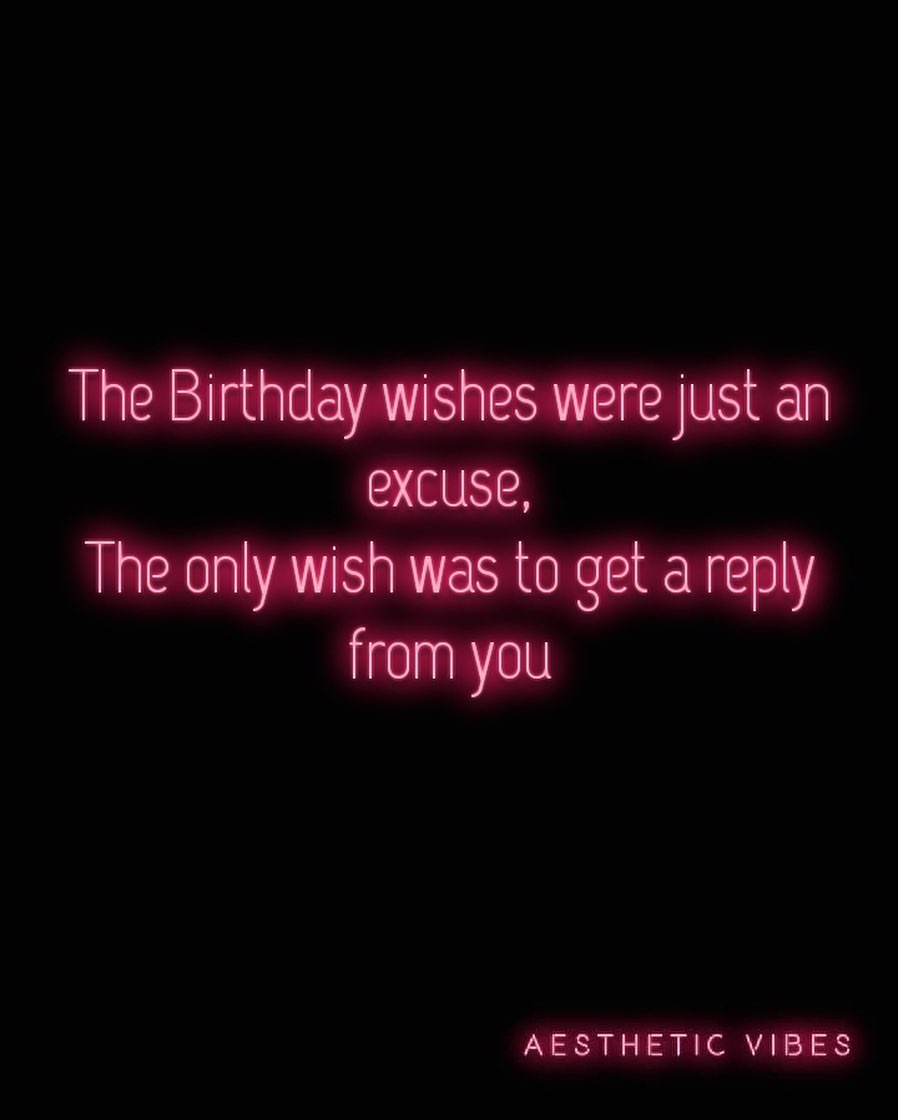 The Birthday wishes were just an
excuse,
The only wish was to get a reply
from you
AESTHETIC VIBES